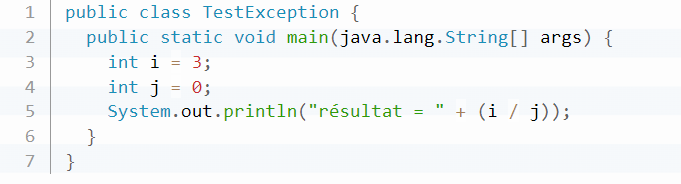 1 public class TestException {
2   public static void main(java.lang.String[] args) {
3     int i = 3;
4     int j = 0;
5     System.out.println("résultat = " + (i / j));
6   }
7 }